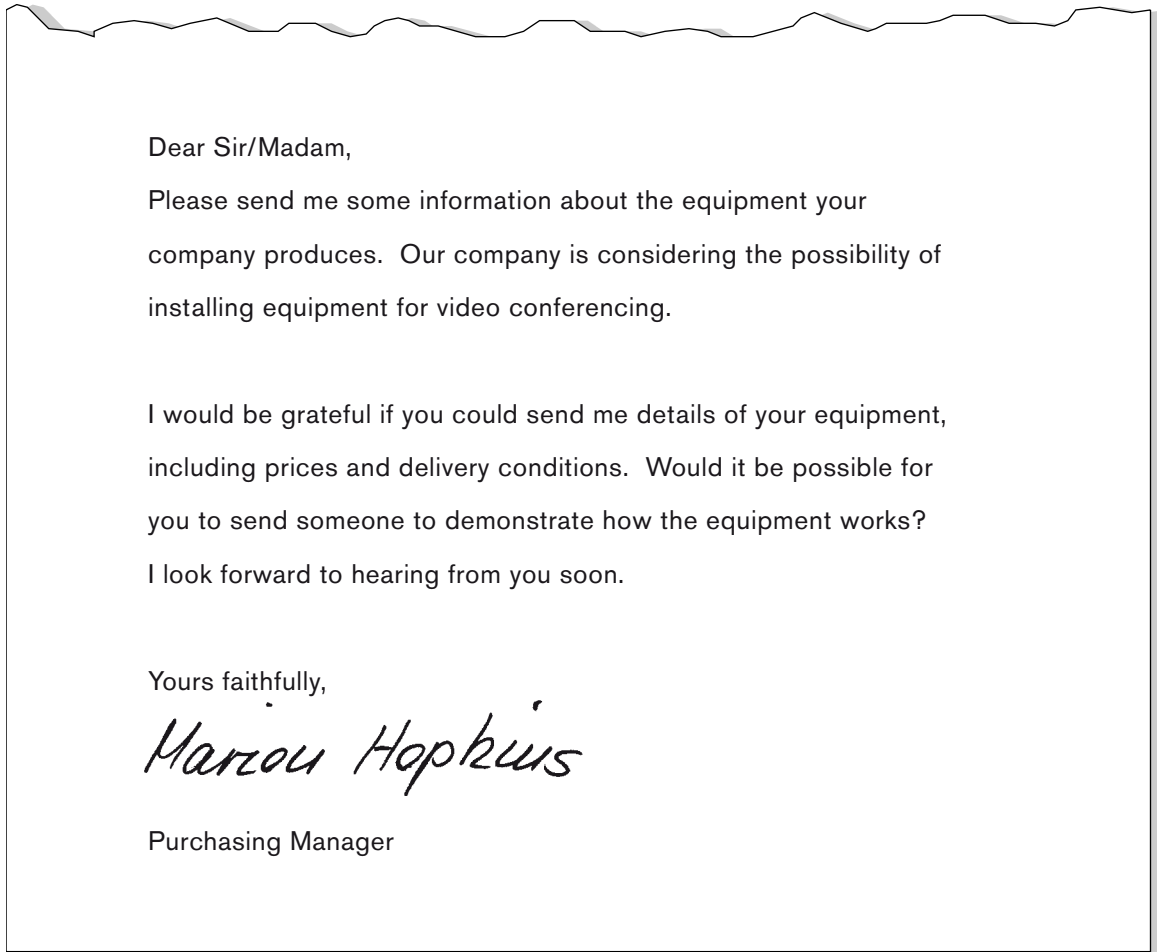 Dear Sir/Madam,
Please send me some information about the equipment your
company produces.  Our company is considering the possibility of
installing equipment for video conferencing.
I would be grateful if you could send me details of your equipment,
including prices and delivery conditions.  Would it be possible for
you to send someone to demonstrate how the equipment works?
I look forward to hearing from you soon.
Yours faithfully,
Marion Hopkins
Purchasing Manager